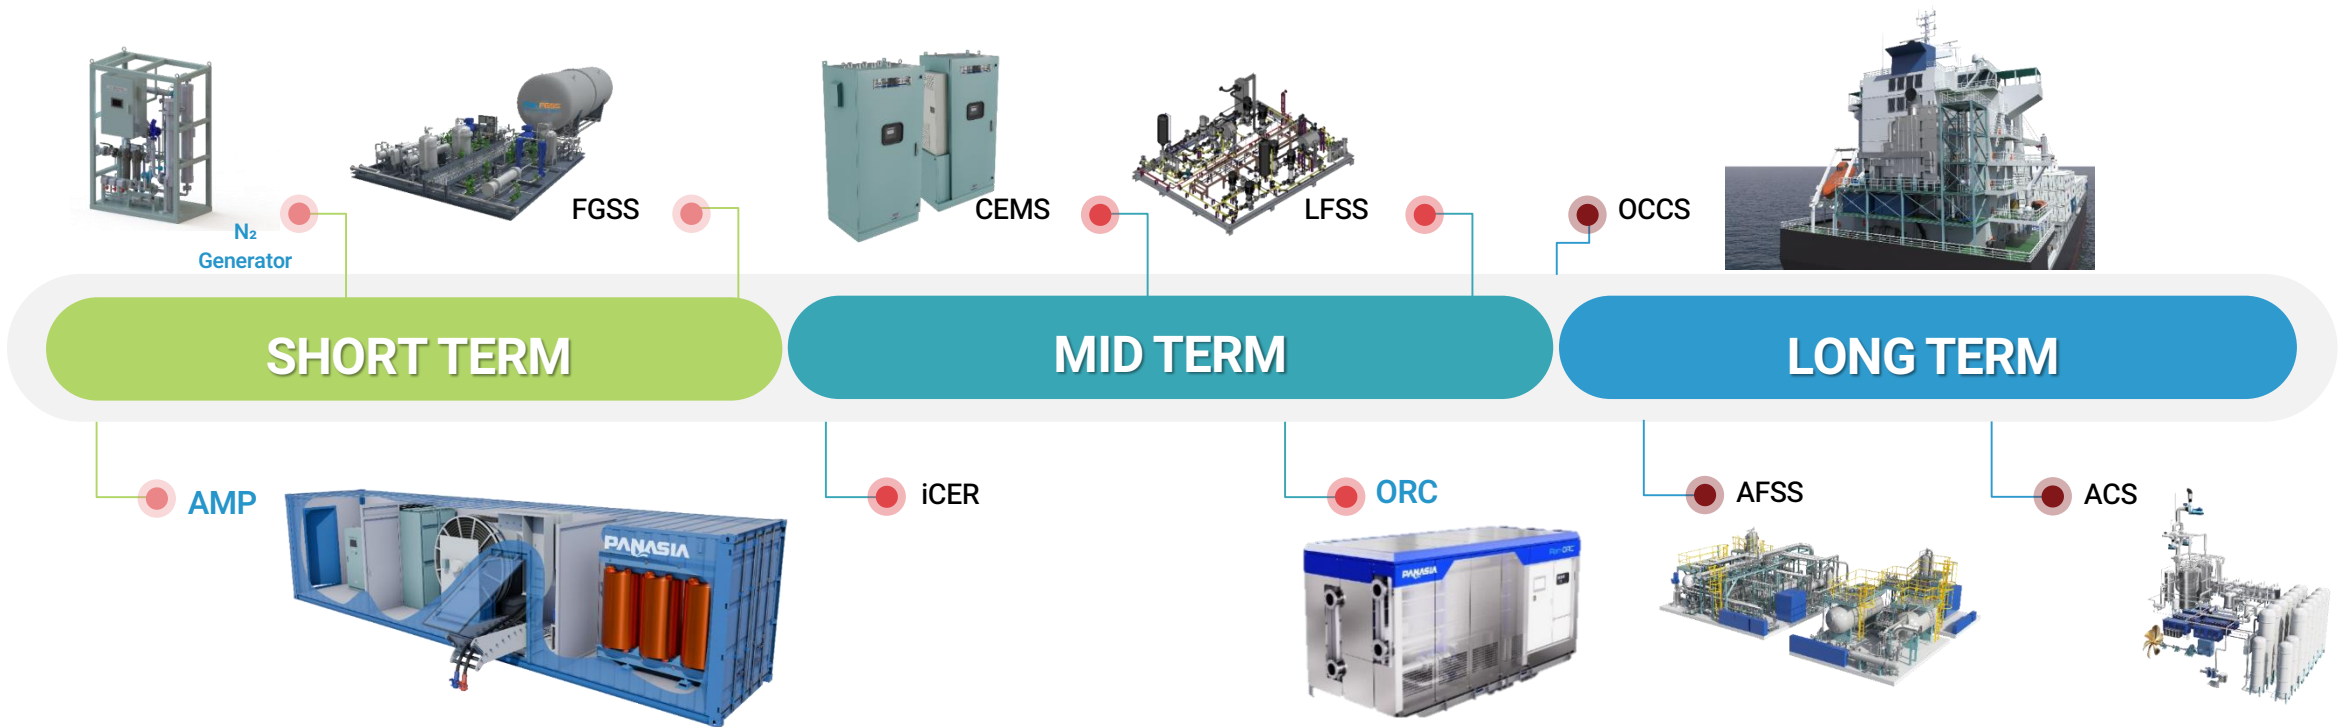 N₂
Generator
FGSS
CEMS
LFSS
OCCS
SHORT TERM
MID TERM
LONG TERM
AMP
iCER
ORC
AFSS
ACS
PANASIA
PANASIA